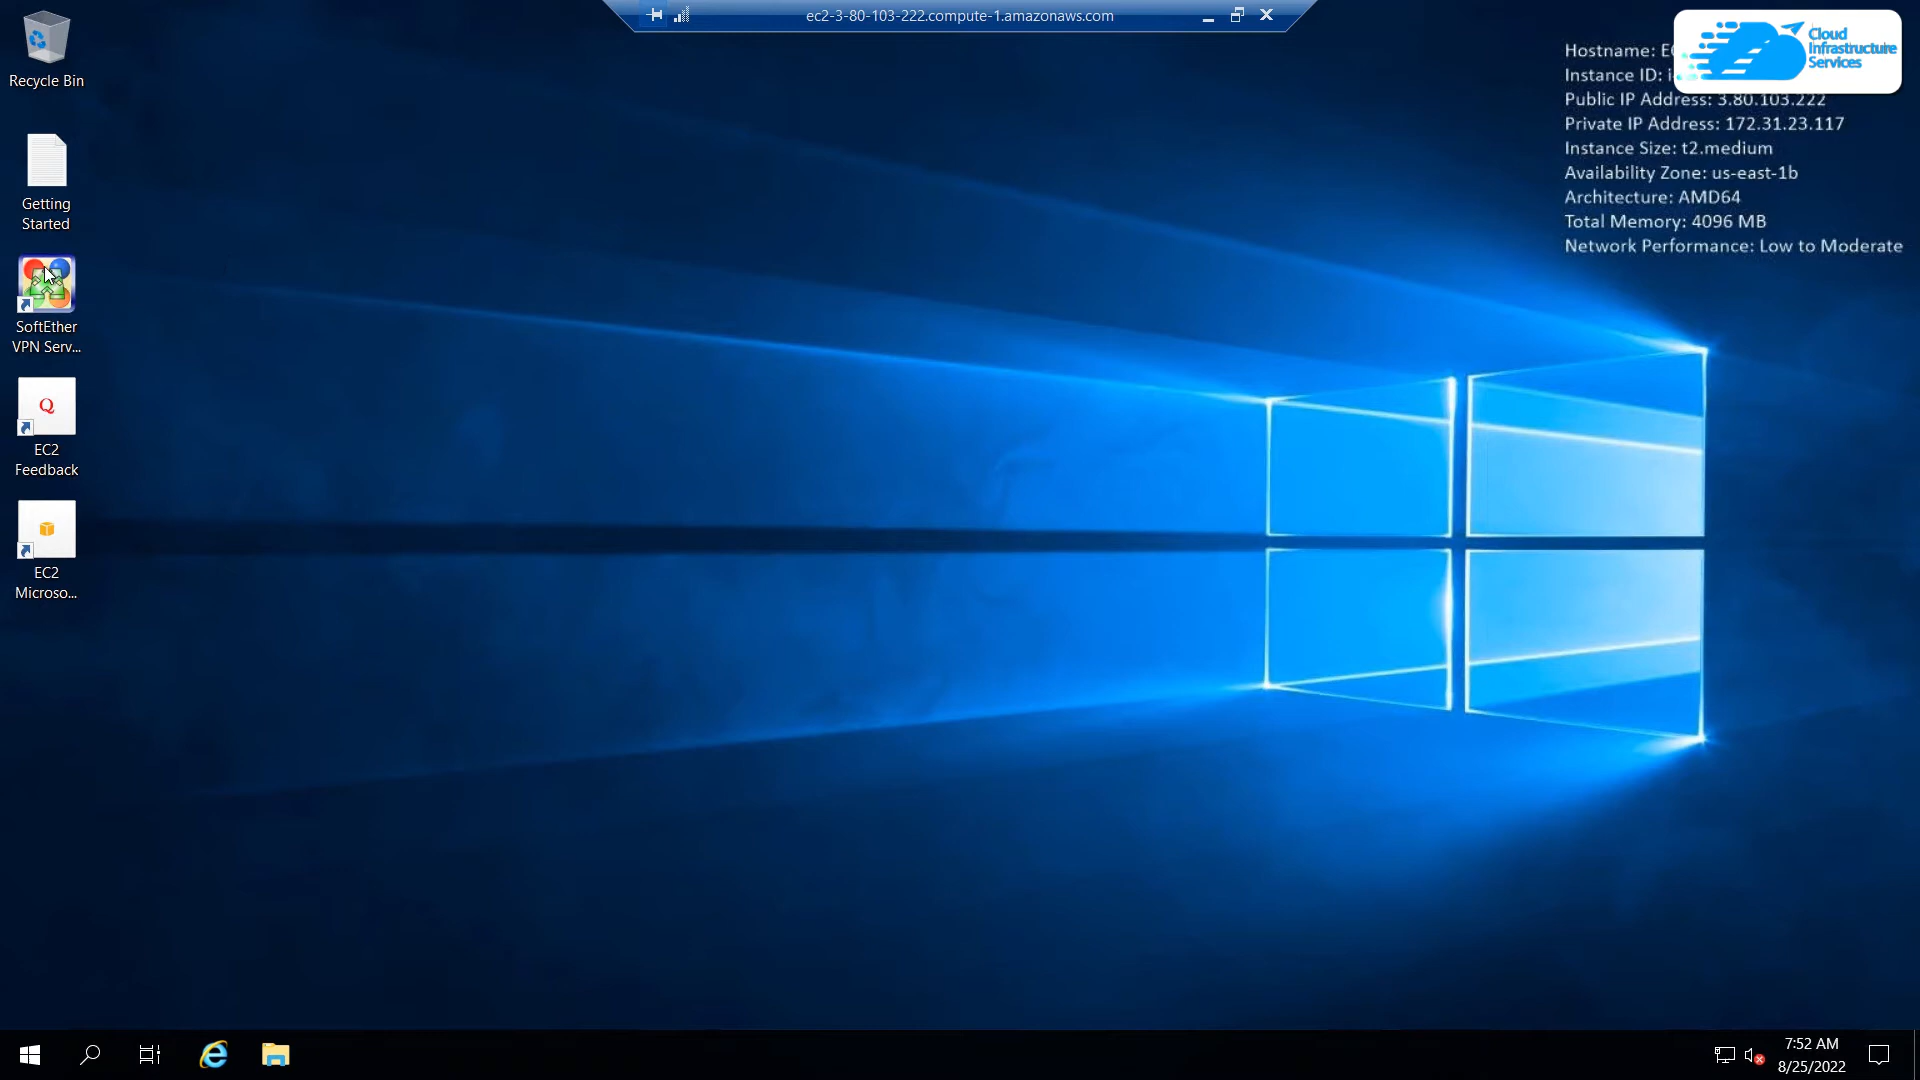 ec2-3-80-103-222.compute-1.amazonaws.com
Cloud
Infrastructure
Services
Hostname:
Instance ID:
Public IP Address: 3.80.103.222
Private IP Address: 172.31.23.117
Instance Size: t2.medium
Availability Zone: us-east-1b
Architecture: AMD64
Total Memory: 4096 MB
Network Performance: Low to Moderate
Recycle Bin
Getting
Started
SoftEther
VPN Serv...
Q
EC2
Feedback
EC2
Microso...
7:52 AM
8/25/2022